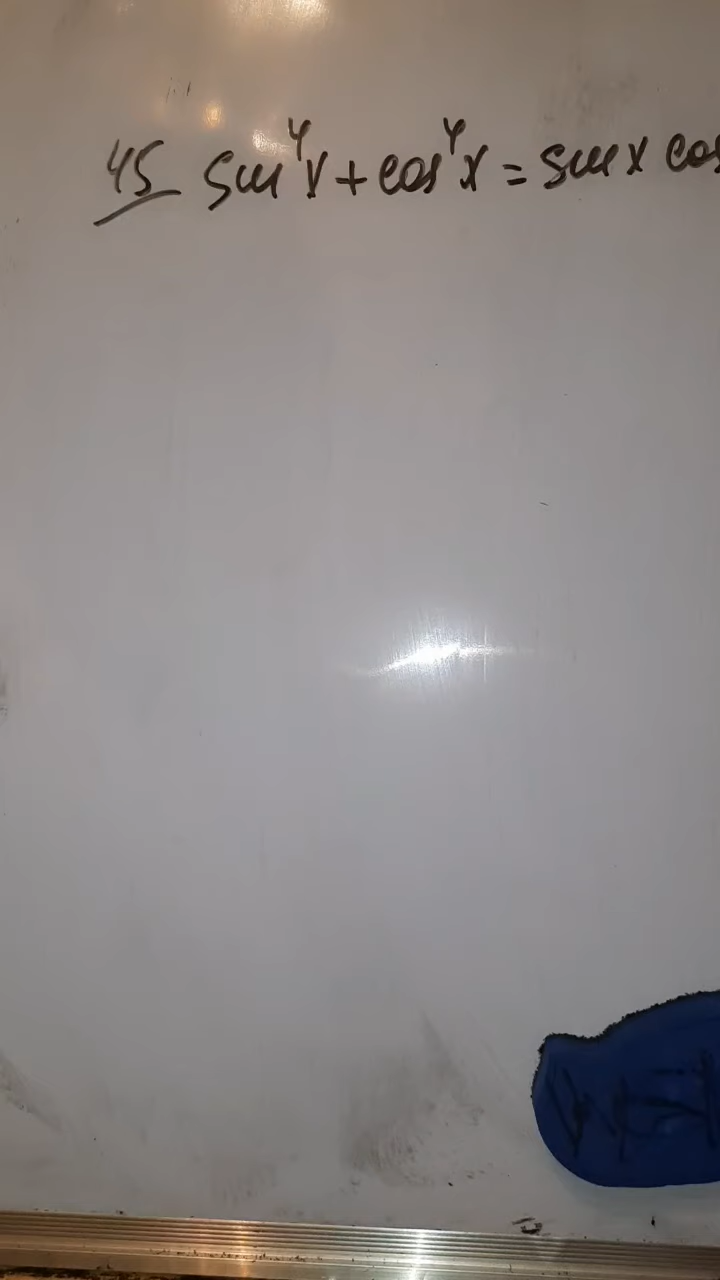 45 sin⁴x + cos⁴x = sin x cos